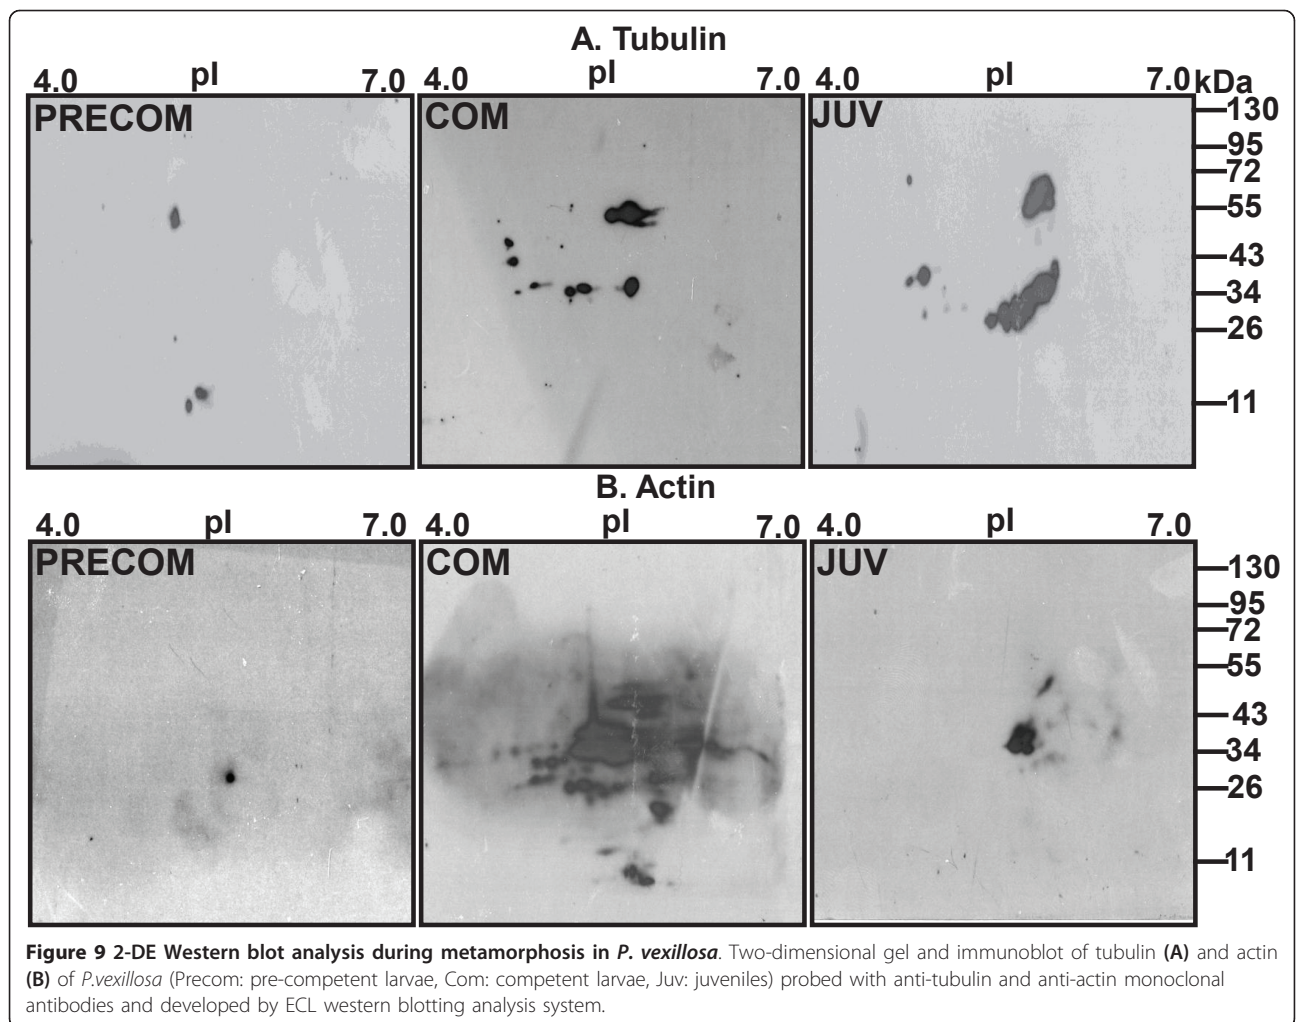 A. Tubulin
4.0 pI 7.0 4.0 pI 7.0 4.0 pI 7.0 kDa
PRECOM COM JUV
130
95
72
55
43
34
26
11
B. Actin
4.0 pI 7.0 4.0 pI 7.0 4.0 pI 7.0
PRECOM COM JUV
130
95
72
55
43
34
26
11
Figure 9 2-DE Western blot analysis during metamorphosis in P. vexillosa. Two-dimensional gel and immunoblot of tubulin (A) and actin
(B) of P.vexillosa (Precom: pre-competent larvae, Com: competent larvae, Juv: juveniles) probed with anti-tubulin and anti-actin monoclonal
antibodies and developed by ECL western blotting analysis system.